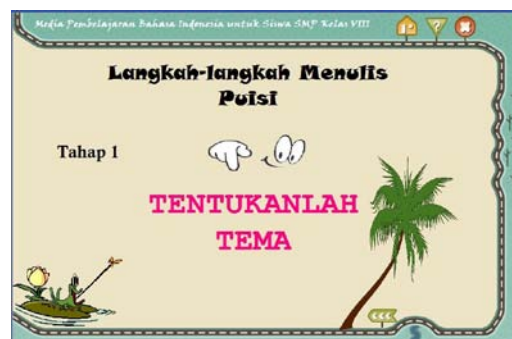 Media Pembelajaran Bahasa Indonesia untuk Siswa SMP Kelas VIII
Langkah-langkah Menulis
Puisi
Tahap 1
TENTUKANLAH
TEMA